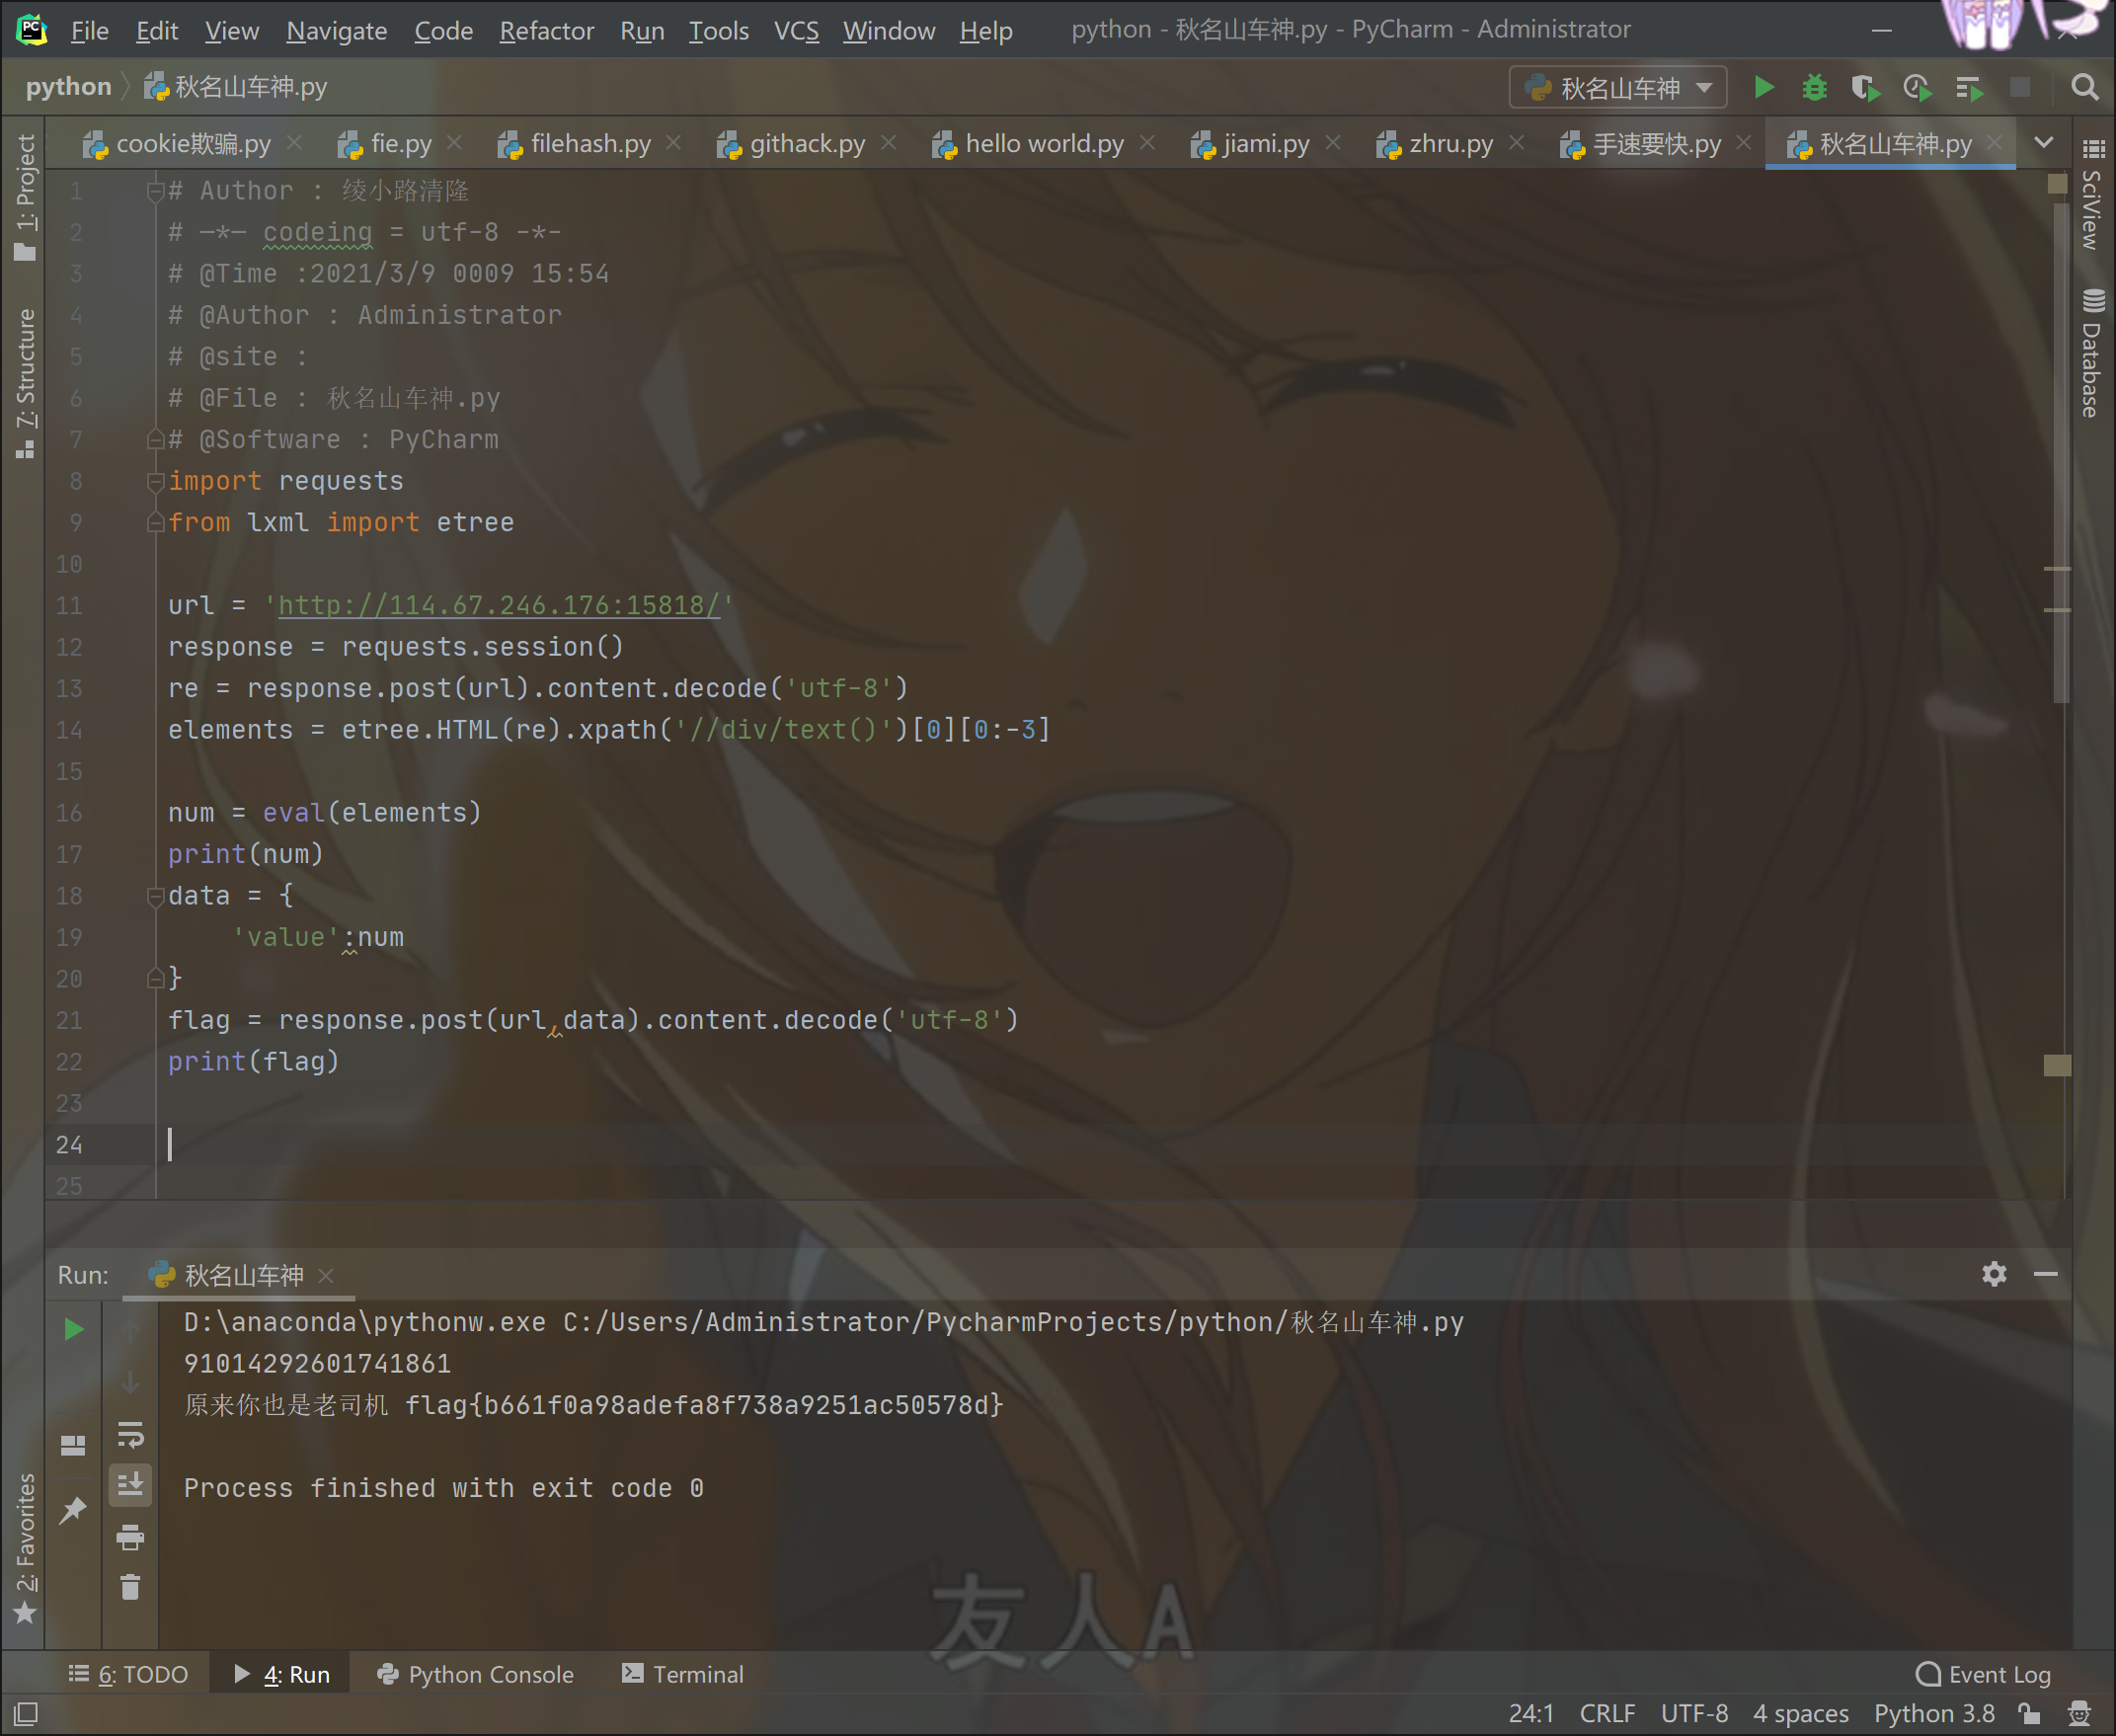 File Edit View Navigate Code Refactor Run Tools VCS Window Help python - 秋名山车神.py - PyCharm - Administrator
python 秋名山车神.py 秋名山车神
cookie欺骗.py fie.py filehash.py githack.py hello world.py jiami.py zhru.py 手速要快.py 秋名山车神.py
1: Project
7: Structure
2: Favorites
SciView
Database
1 # Author : 绫小路清隆
2 # -*- codeing = utf-8 -*-
3 # @Time :2021/3/9 0009 15:54
4 # @Author : Administrator
5 # @site :
6 # @File : 秋名山车神.py
7 # @Software : PyCharm
8 import requests
9 from lxml import etree
10
11 url = 'http://114.67.246.176:15818/'
12 response = requests.session()
13 re = response.post(url).content.decode('utf-8')
14 elements = etree.HTML(re).xpath('//div/text()')[0][0:-3]
15
16 num = eval(elements)
17 print(num)
18 data = {
19     'value':num
20 }
21 flag = response.post(url,data).content.decode('utf-8')
22 print(flag)
23
24
25
Run: 秋名山车神
D:\anaconda\pythonw.exe C:/Users/Administrator/PycharmProjects/python/秋名山车神.py
91014292601741861
原来你也是老司机 flag{b661f0a98adefa8f738a9251ac50578d}
Process finished with exit code 0
友人A
6: TODO 4: Run Python Console Terminal Event Log
24:1 CRLF UTF-8 4 spaces Python 3.8